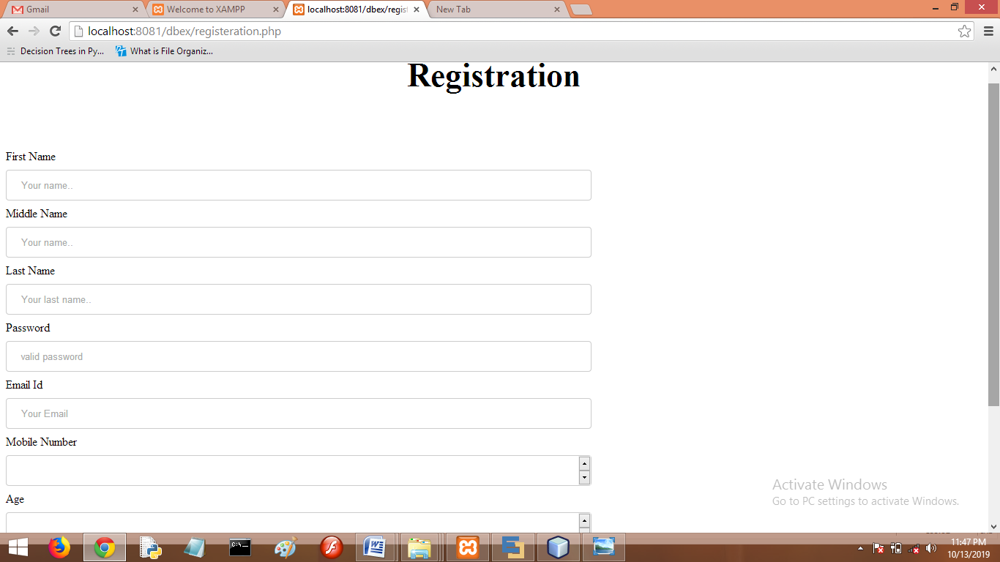 Gmail
Welcome to XAMPP
localhost:8081/dbex/regist
New Tab
localhost:8081/dbex/registeration.php
Decision Trees in Py...
What is File Organiz...
Registration
First Name
Your name..
Middle Name
Your name..
Last Name
Your last name..
Password
valid password
Email Id
Your Email
Mobile Number
Age
Activate Windows
Go to PC settings to activate Windows.
11:47 PM
10/13/2019